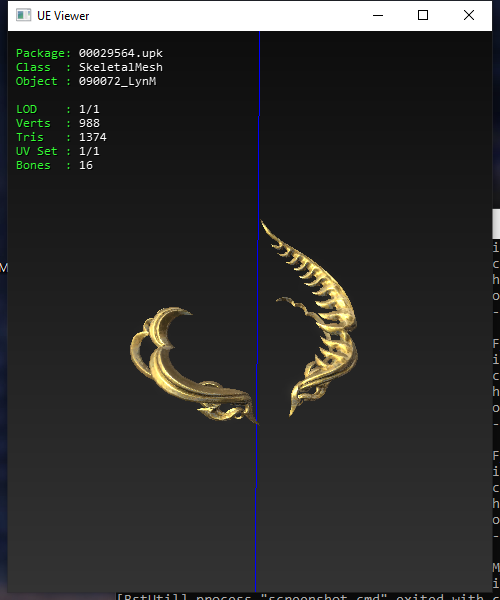 UE Viewer
Package: 00029564.upk
Class : SkeletalMesh
Object : 090072_LynM
LOD : 1/1
Verts : 988
Tris : 1374
UV Set : 1/1
Bones : 16
M
i
c
h
o
-
F
i
c
h
o
-
F
i
c
h
o
-
M
i
[BstUtil] process "screenshot.cmd" exited with c